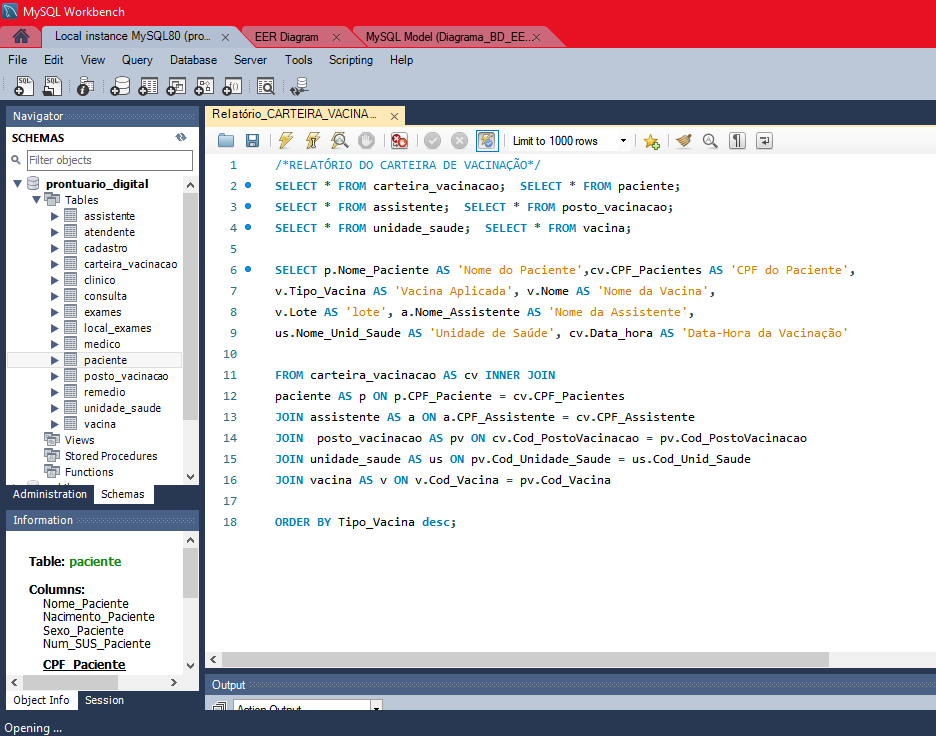 MySQL Workbench
Local instance MySQL80 (pro... ×
EER Diagram ×
MySQL Model (Diagrama_BD_EE...×
File Edit View Query Database Server Tools Scripting Help
Navigator
SCHEMAS
Filter objects
prontuario_digital
Tables
assistente
atendente
cadastro
carteira_vacinacao
clinico
consulta
exames
local_exames
medico
paciente
posto_vacinacao
remedio
unidade_saude
vacina
Views
Stored Procedures
Functions
Administration Schemas
Information
Table: paciente
Columns:
Nome_Paciente
Nacimento_Paciente
Sexo_Paciente
Num_SUS_Paciente
CPF_Paciente
Object Info Session
Opening ...
Relatório_CARTEIRA_VACINA... ×
Limit to 1000 rows
1 /*RELATÓRIO DO CARTEIRA DE VACINAÇÃO*/
2 SELECT * FROM carteira_vacinacao;  SELECT * FROM paciente;
3 SELECT * FROM assistente;  SELECT * FROM posto_vacinacao;
4 SELECT * FROM unidade_saude;  SELECT * FROM vacina;
5
6 SELECT p.Nome_Paciente AS 'Nome do Paciente',cv.CPF_Pacientes AS 'CPF do Paciente',
7 v.Tipo_Vacina AS 'Vacina Aplicada', v.Nome AS 'Nome da Vacina',
8 v.Lote AS 'lote', a.Nome_Assistente AS 'Nome da Assistente',
9 us.Nome_Unid_Saude AS 'Unidade de Saúde', cv.Data_hora AS 'Data-Hora da Vacinação'
10
11 FROM carteira_vacinacao AS cv INNER JOIN
12 paciente AS p ON p.CPF_Paciente = cv.CPF_Pacientes
13 JOIN assistente AS a ON a.CPF_Assistente = cv.CPF_Assistente
14 JOIN  posto_vacinacao AS pv ON cv.Cod_PostoVacinacao = pv.Cod_PostoVacinacao
15 JOIN unidade_saude AS us ON pv.Cod_Unidade_Saude = us.Cod_Unid_Saude
16 JOIN vacina AS v ON v.Cod_Vacina = pv.Cod_Vacina
17
18 ORDER BY Tipo_Vacina desc;
Output
Action Output